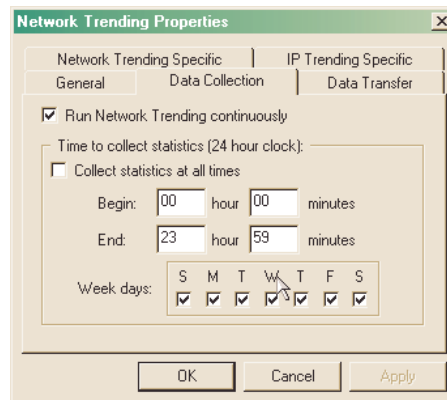 Network Trending Properties
Network Trending Specific IP Trending Specific
General Data Collection Data Transfer
Run Network Trending continuously
Time to collect statistics (24 hour clock):
Collect statistics at all times
Begin: 00 hour 00 minutes
End: 23 hour 59 minutes
S M T W T F S
Week days:
OK Cancel Apply